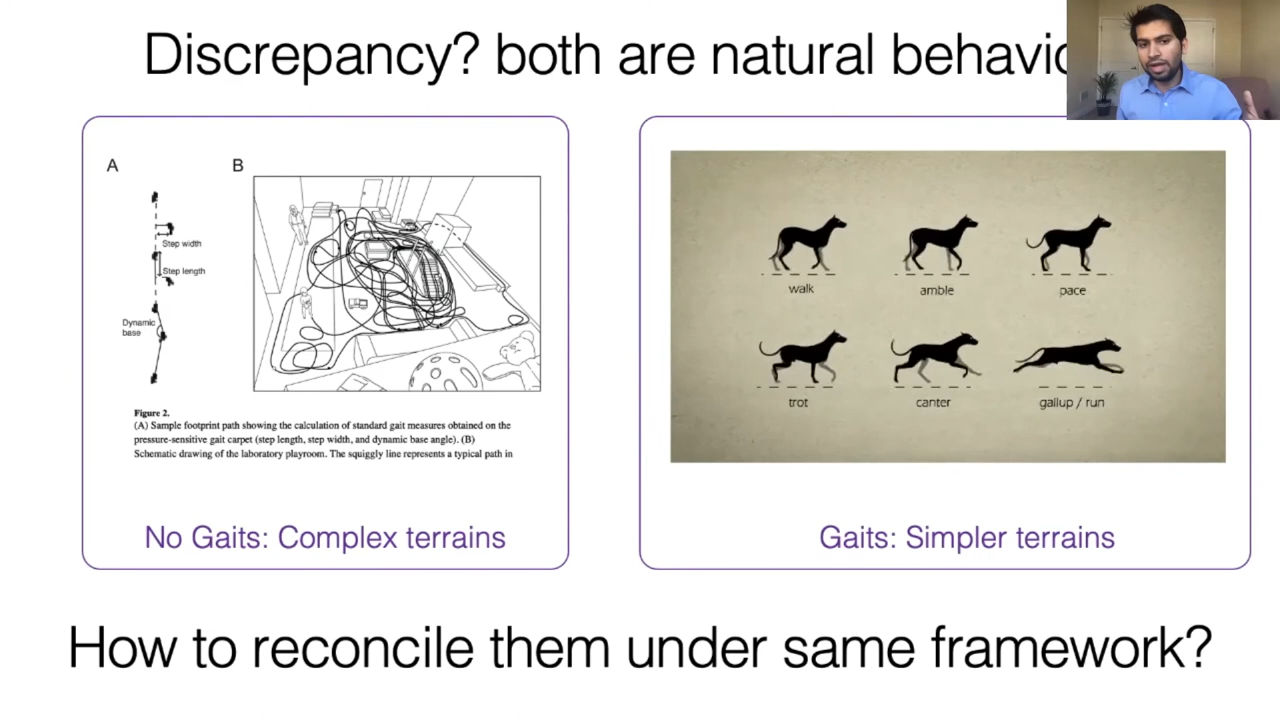 Discrepancy? both are natural behavio
A
B
Step width
Step length
Dynamic
base
Figure 2.
(A) Sample footprint path showing the calculation of standard gait measures obtained on the
pressure-sensitive gait carpet (step length, step width, and dynamic base angle). (B)
Schematic drawing of the laboratory playroom. The squiggly line represents a typical path in
No Gaits: Complex terrains
walk
amble
pace
trot
canter
gallup / run
Gaits: Simpler terrains
How to reconcile them under same framework?